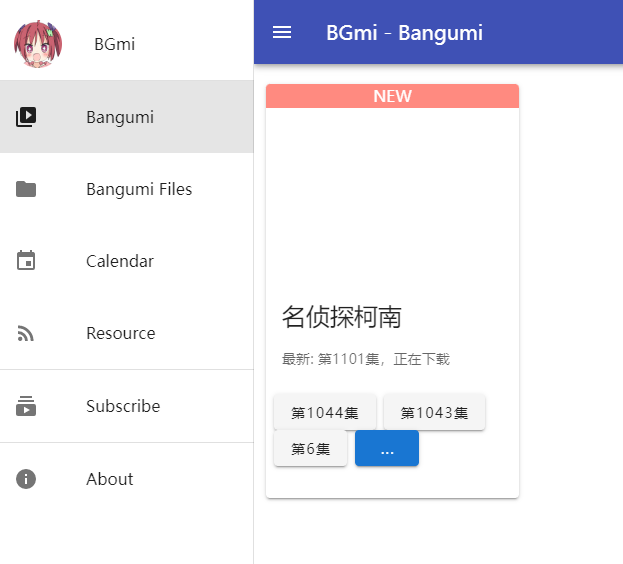 BGmi
Bangumi
Bangumi Files
Calendar
Resource
Subscribe
About
BGmi - Bangumi
NEW
名侦探柯南
最新: 第1101集，正在下载
第1044集 第1043集
第6集 ...